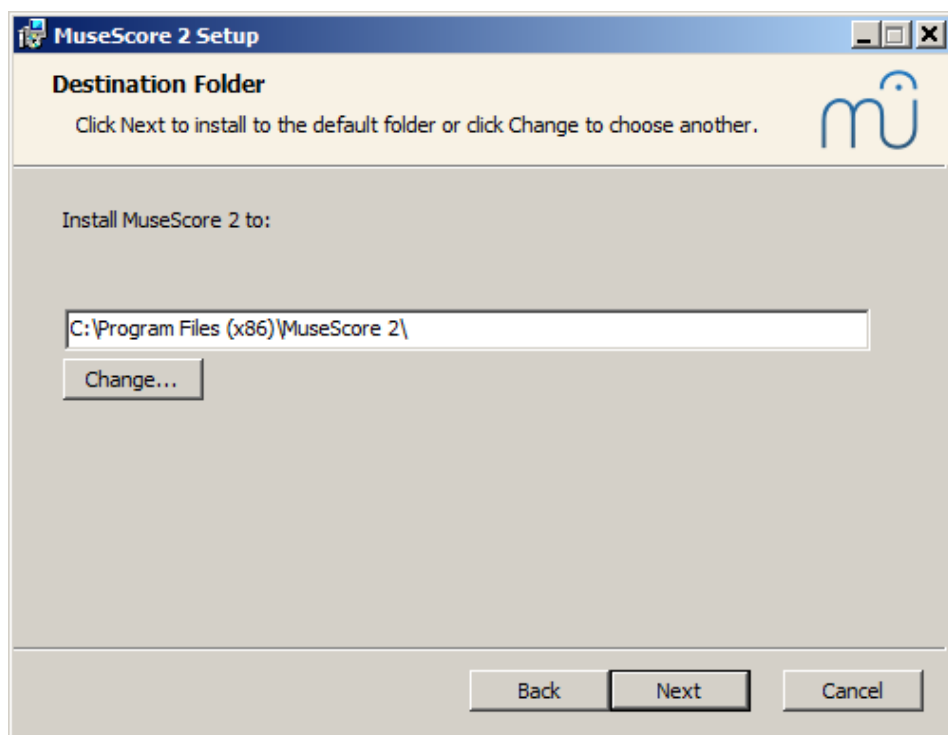 MuseScore 2 Setup
Destination Folder
Click Next to install to the default folder or click Change to choose another.
Install MuseScore 2 to:
C:\Program Files (x86)\MuseScore 2\
Change...
Back Next Cancel